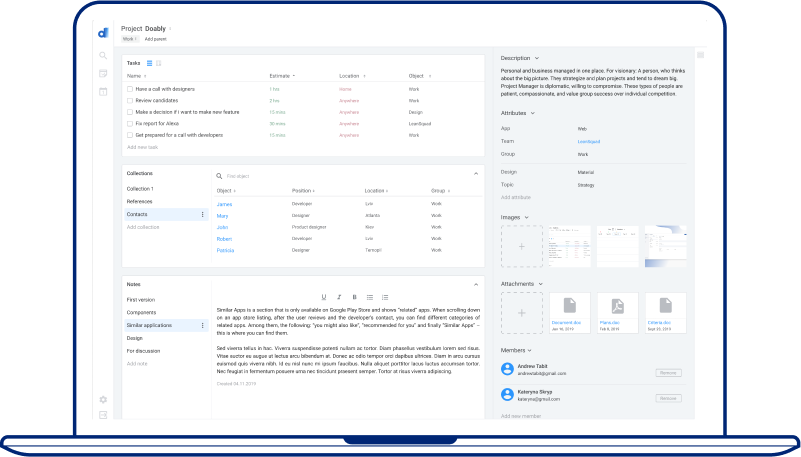 Project Doably
Work
Add parent
Tasks
Name
Estimate
Location
Object
Have a call with designers
1 hrs
Home
Work
Review candidates
2 hrs
Anywhere
Work
Make a decision if I want to make new feature
15 mins
Anywhere
Design
Fix report for Alexa
30 mins
Anywhere
LeanSquad
Get prepared for a call with developers
15 mins
Anywhere
Work
Add new task
Collections
Collection 1
References
Contacts
Add collection
Find object
Object
Position
Location
Group
James
Developer
Lviv
Work
Mary
Designer
Atlanta
Work
John
Product designer
Kiev
Work
Robert
Developer
Lviv
Work
Patricia
Designer
Ternopil
Work
Notes
First version
Components
Similar applications
Design
For discussion
Add note
U I B
Similar Apps is a section that is only available on Google Play Store and shows "related" apps. When scrolling down
on an app store listing, after the user reviews and the developer's contact, you can find different categories of
related apps. Among them, the following: "you might also like", "recommended for you" and finally "Similar Apps" –
this is where you can find them.
Sed viverra tellus in hac. Viverra suspendisse potenti nullam ac tortor. Diam phasellus vestibulum lorem sed risus.
Vitae auctor eu augue ut lectus arcu bibendum at. Donec ac odio tempor orci dapibus ultrices. Diam in arcu cursus
euismod quis viverra nibh. Id eu nisl nunc mi ipsum faucibus. Nulla aliquet porttitor lacus luctus accumsan tortor.
Nec feugiat in fermentum posuere urna nec tincidunt praesent semper. Tortor at risus viverra adipiscing.
Created 04.11.2019
Description
Personal and business managed in one place. For visionary: A person, who thinks
about the big picture. They strategize and plan projects and tend to dream big.
Project Manager is diplomatic, willing to compromise. These types of people are
patient, compassionate, and value group success over individual competition.
Attributes
App
Web
Team
LeanSquad
Group
Work
Design
Material
Topic
Strategy
Add attribute
Images
Attachments
Document.doc
Jan 16, 2019
Plans.doc
Feb 8, 2019
Criteria.doc
Sept 29, 2019
Members
Andrew Tabit
andrewtabit@gmail.com
Remove
Kateryna Skryp
kateryna@gmail.com
Remove
Add new member